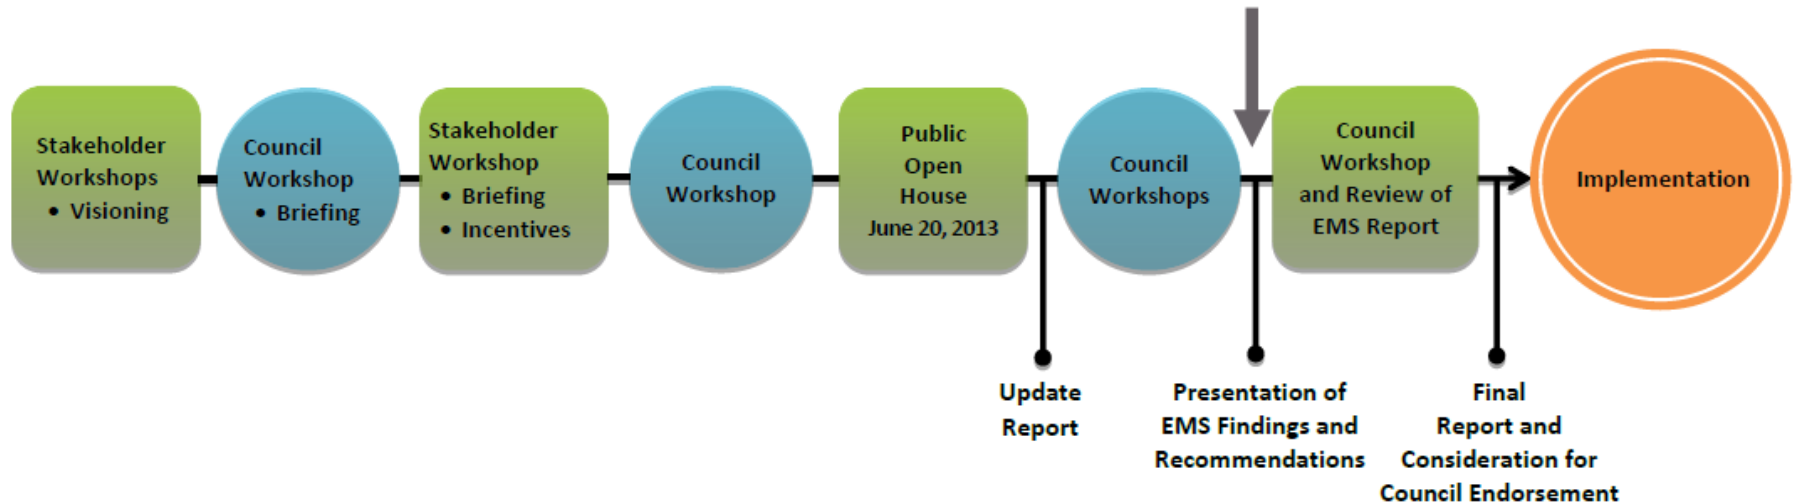 Stakeholder
Workshops
• Visioning
Council
Workshop
• Briefing
Stakeholder
Workshop
• Briefing
• Incentives
Council
Workshop
Public
Open
House
June 20, 2013
Council
Workshops
Council
Workshop
and Review of
EMS Report
Implementation
Update
Report
Presentation of
EMS Findings and
Recommendations
Final
Report and
Consideration for
Council Endorsement